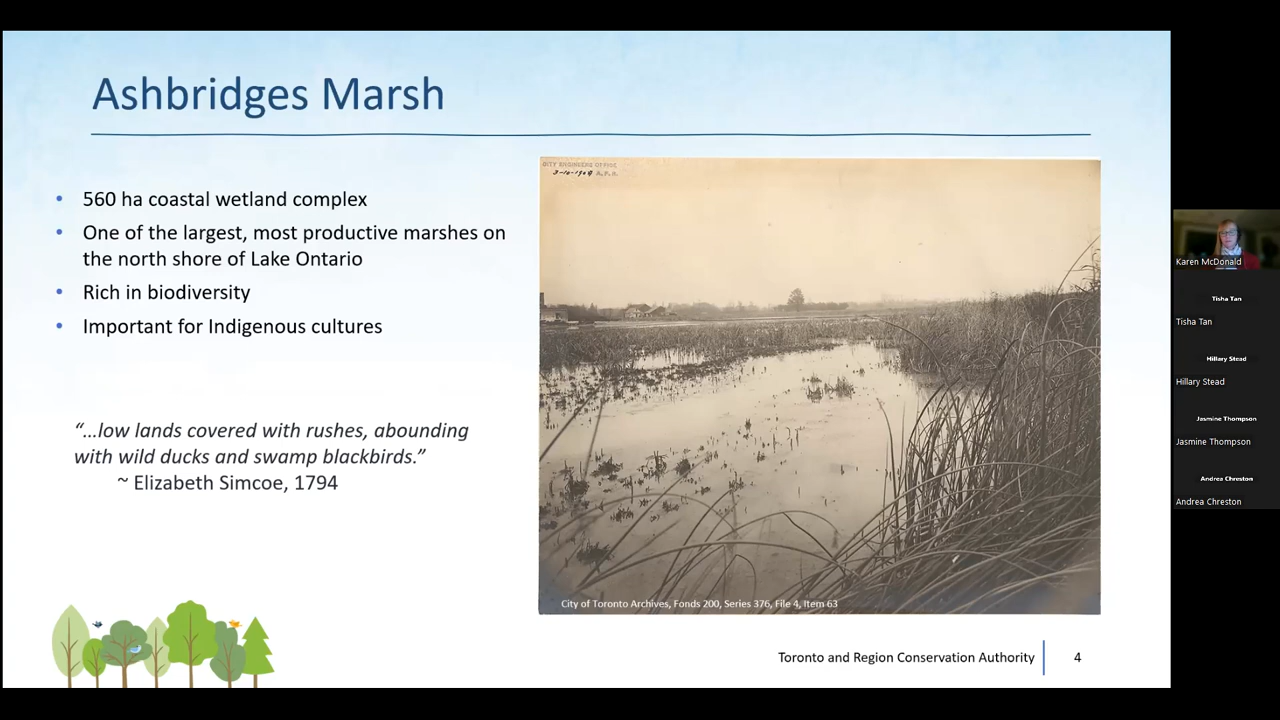 Ashbridges Marsh
• 560 ha coastal wetland complex
• One of the largest, most productive marshes on
the north shore of Lake Ontario
• Rich in biodiversity
• Important for Indigenous cultures
“...low lands covered with rushes, abounding
with wild ducks and swamp blackbirds.”
~ Elizabeth Simcoe, 1794
CITY ENGINEERS OFFICE,
City of Toronto Archives, Fonds 200, Series 376, File 4, Item 63
Toronto and Region Conservation Authority
4
Karen McDonald
Tisha Tan
Tisha Tan
Hillary Stead
Hillary Stead
Jasmine Thompson
Jasmine Thompson
Andrea Chreston
Andrea Chreston